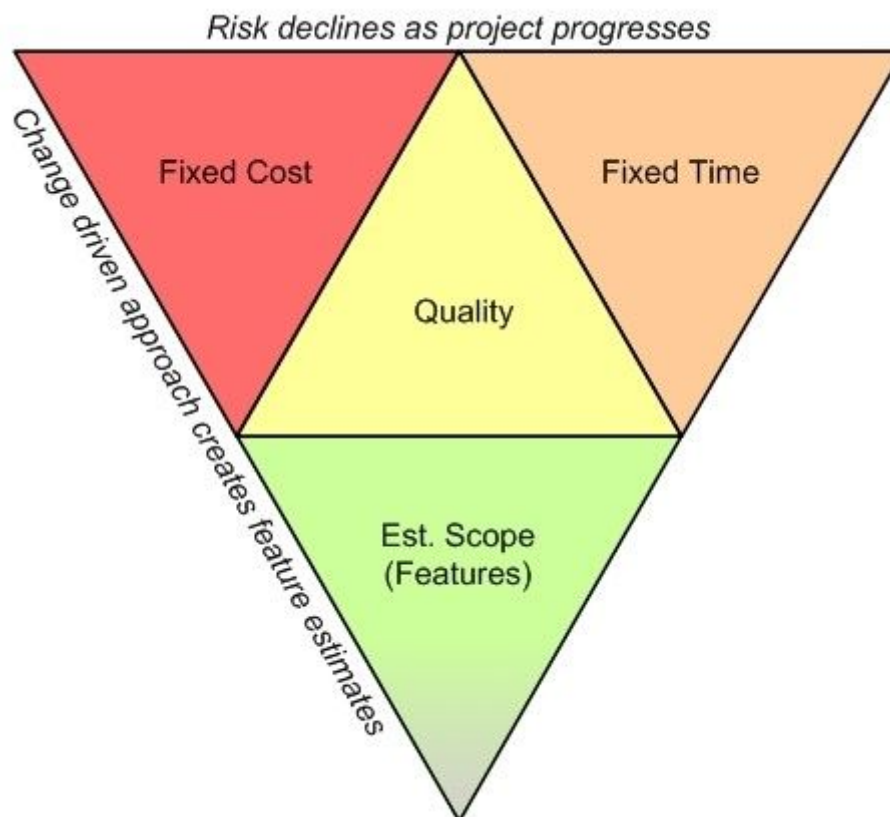 Risk declines as project progresses
Fixed Cost
Fixed Time
Change driven approach creates feature estimates
Quality
Est. Scope
(Features)